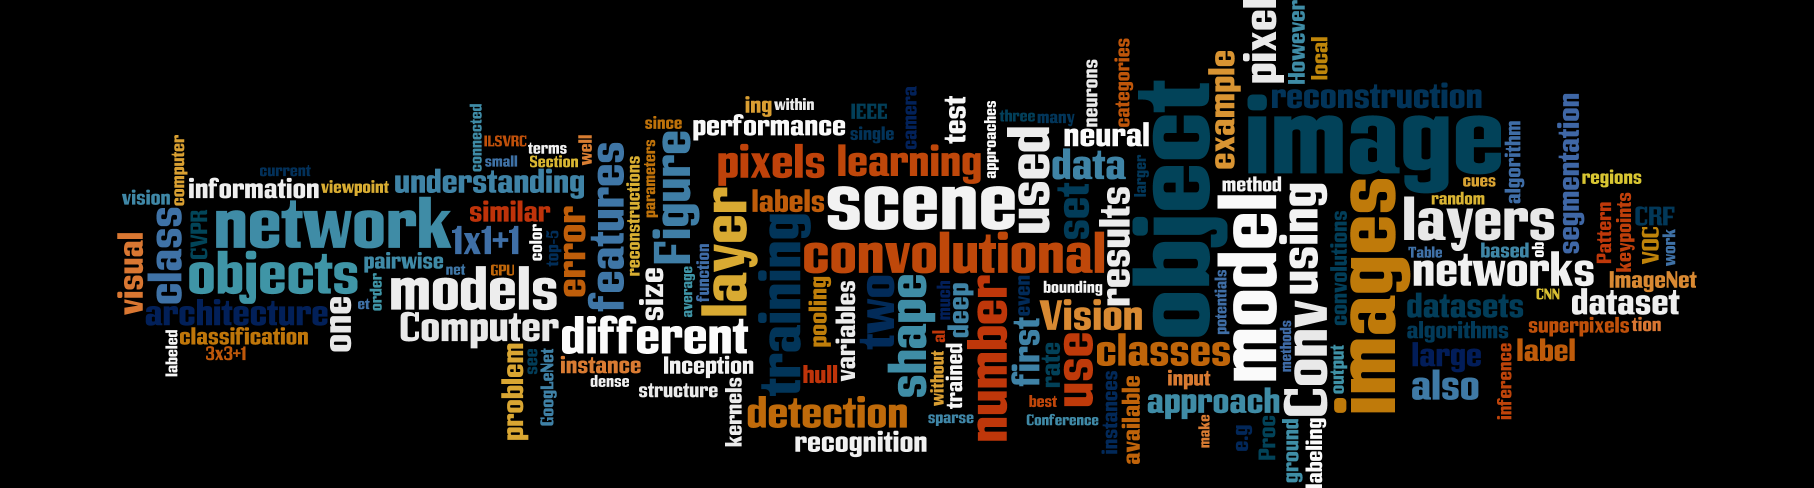 pixel
However
local
categories
example
neurons
object
image
reconstruction
ing
within
IEEE
camera
test
approaches
three
many
since
performance
single
used
neural
data
larger
connected
ILSVRC
terms
well
small
Section
computer
current
vision
information
viewpoint
understanding
features
reconstructions
parameters
Figure
pixels
learning
labels
scene
set
results
method
algorithm
segmentation
regions
cues
random
layers
CRF
Pattern
keypoints
VOC
work
class
CVPR
network
similar
1x1+1
color
top-5
error
visual
objects
pairwise
net
GPU
order
et
models
size
average
function
layer
training
convolutional
model
using
Conv
convolutions
images
Table
based
ob
networks
ImageNet
CNN
dataset
datasets
algorithms
superpixels
tion
architecture
one
Computer
different
pooling
variables
two
shape
much
deep
number
even
bounding
Vision
potentials
first
rate
use
classes
methods
output
large
label
also
inference
labeled
classification
3x3+1
problem
see
GoogLeNet
instance
dense
Inception
structure
hull
al
without
trained
sparse
best
Conference
input
approach
instances
available
make
e.g
Proc
ground
labeling
kernels
detection
recognition